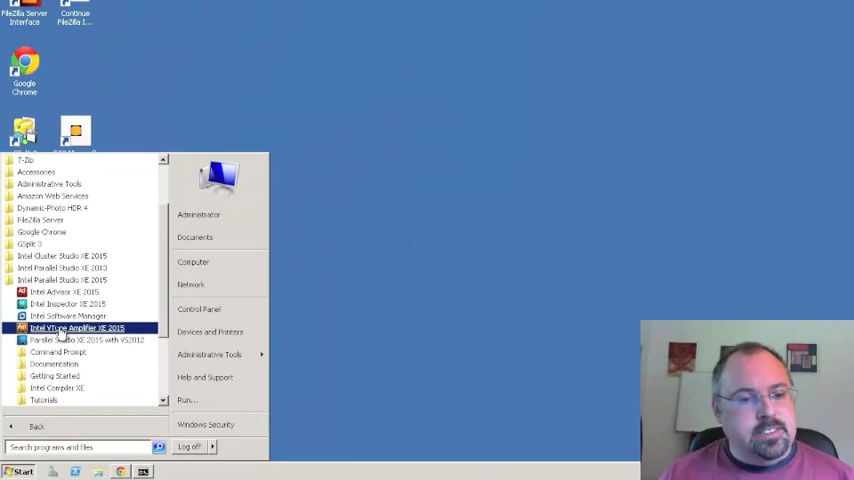 FileZilla Server
Interface
Continue
FileZilla I...
Google
Chrome
7-Zip
Accessories
Administrative Tools
Amazon Web Services
Dynamic-Photo HDR 4
FileZilla Server
Google Chrome
GSplit 3
Intel Cluster Studio XE 2015
Intel Parallel Studio XE 2013
Intel Parallel Studio XE 2015
Intel Advisor XE 2015
Intel Inspector XE 2015
Intel Software Manager
Intel VTune Amplifier XE 2015
Parallel Studio XE 2015 with VS2012
Command Prompt
Documentation
Getting Started
Intel Compiler XE
Tutorials
Back
Search programs and files
Administrator
Documents
Computer
Network
Control Panel
Devices and Printers
Administrative Tools
Help and Support
Run...
Windows Security
Log off
Start